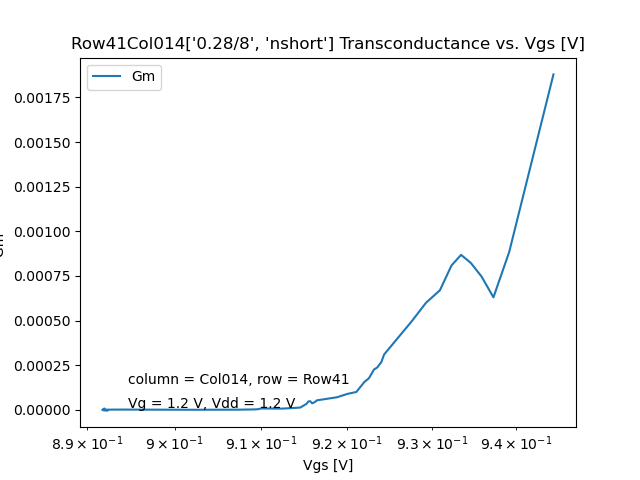 Row41Col014['0.28/8', 'nshort'] Transconductance vs. Vgs [V]
Gm
0.00175
0.00150
0.00125
0.00100
0.00075
0.00050
0.00025
0.00000
column = Col014, row = Row41
Vg = 1.2 V, Vdd = 1.2 V
8.9 × 10⁻¹ 9 × 10⁻¹ 9.1 × 10⁻¹ 9.2 × 10⁻¹ 9.3 × 10⁻¹ 9.4 × 10⁻¹
Vgs [V]